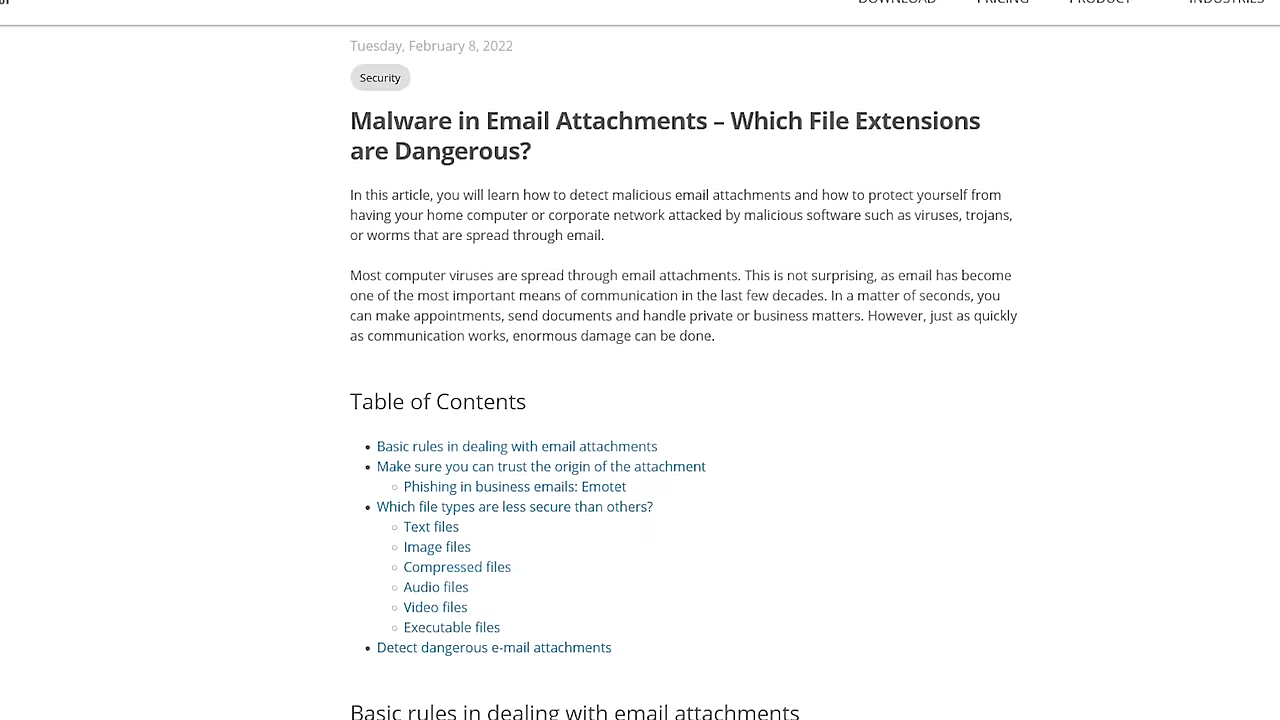 DOWNLOAD PRICING PRODUCT INDUSTRIES
Tuesday, February 8, 2022
Security
Malware in Email Attachments – Which File Extensions
are Dangerous?
In this article, you will learn how to detect malicious email attachments and how to protect yourself from
having your home computer or corporate network attacked by malicious software such as viruses, trojans,
or worms that are spread through email.
Most computer viruses are spread through email attachments. This is not surprising, as email has become
one of the most important means of communication in the last few decades. In a matter of seconds, you
can make appointments, send documents and handle private or business matters. However, just as quickly
as communication works, enormous damage can be done.
Table of Contents
Basic rules in dealing with email attachments
Make sure you can trust the origin of the attachment
Phishing in business emails: Emotet
Which file types are less secure than others?
Text files
Image files
Compressed files
Audio files
Video files
Executable files
Detect dangerous e-mail attachments
Basic rules in dealing with email attachments